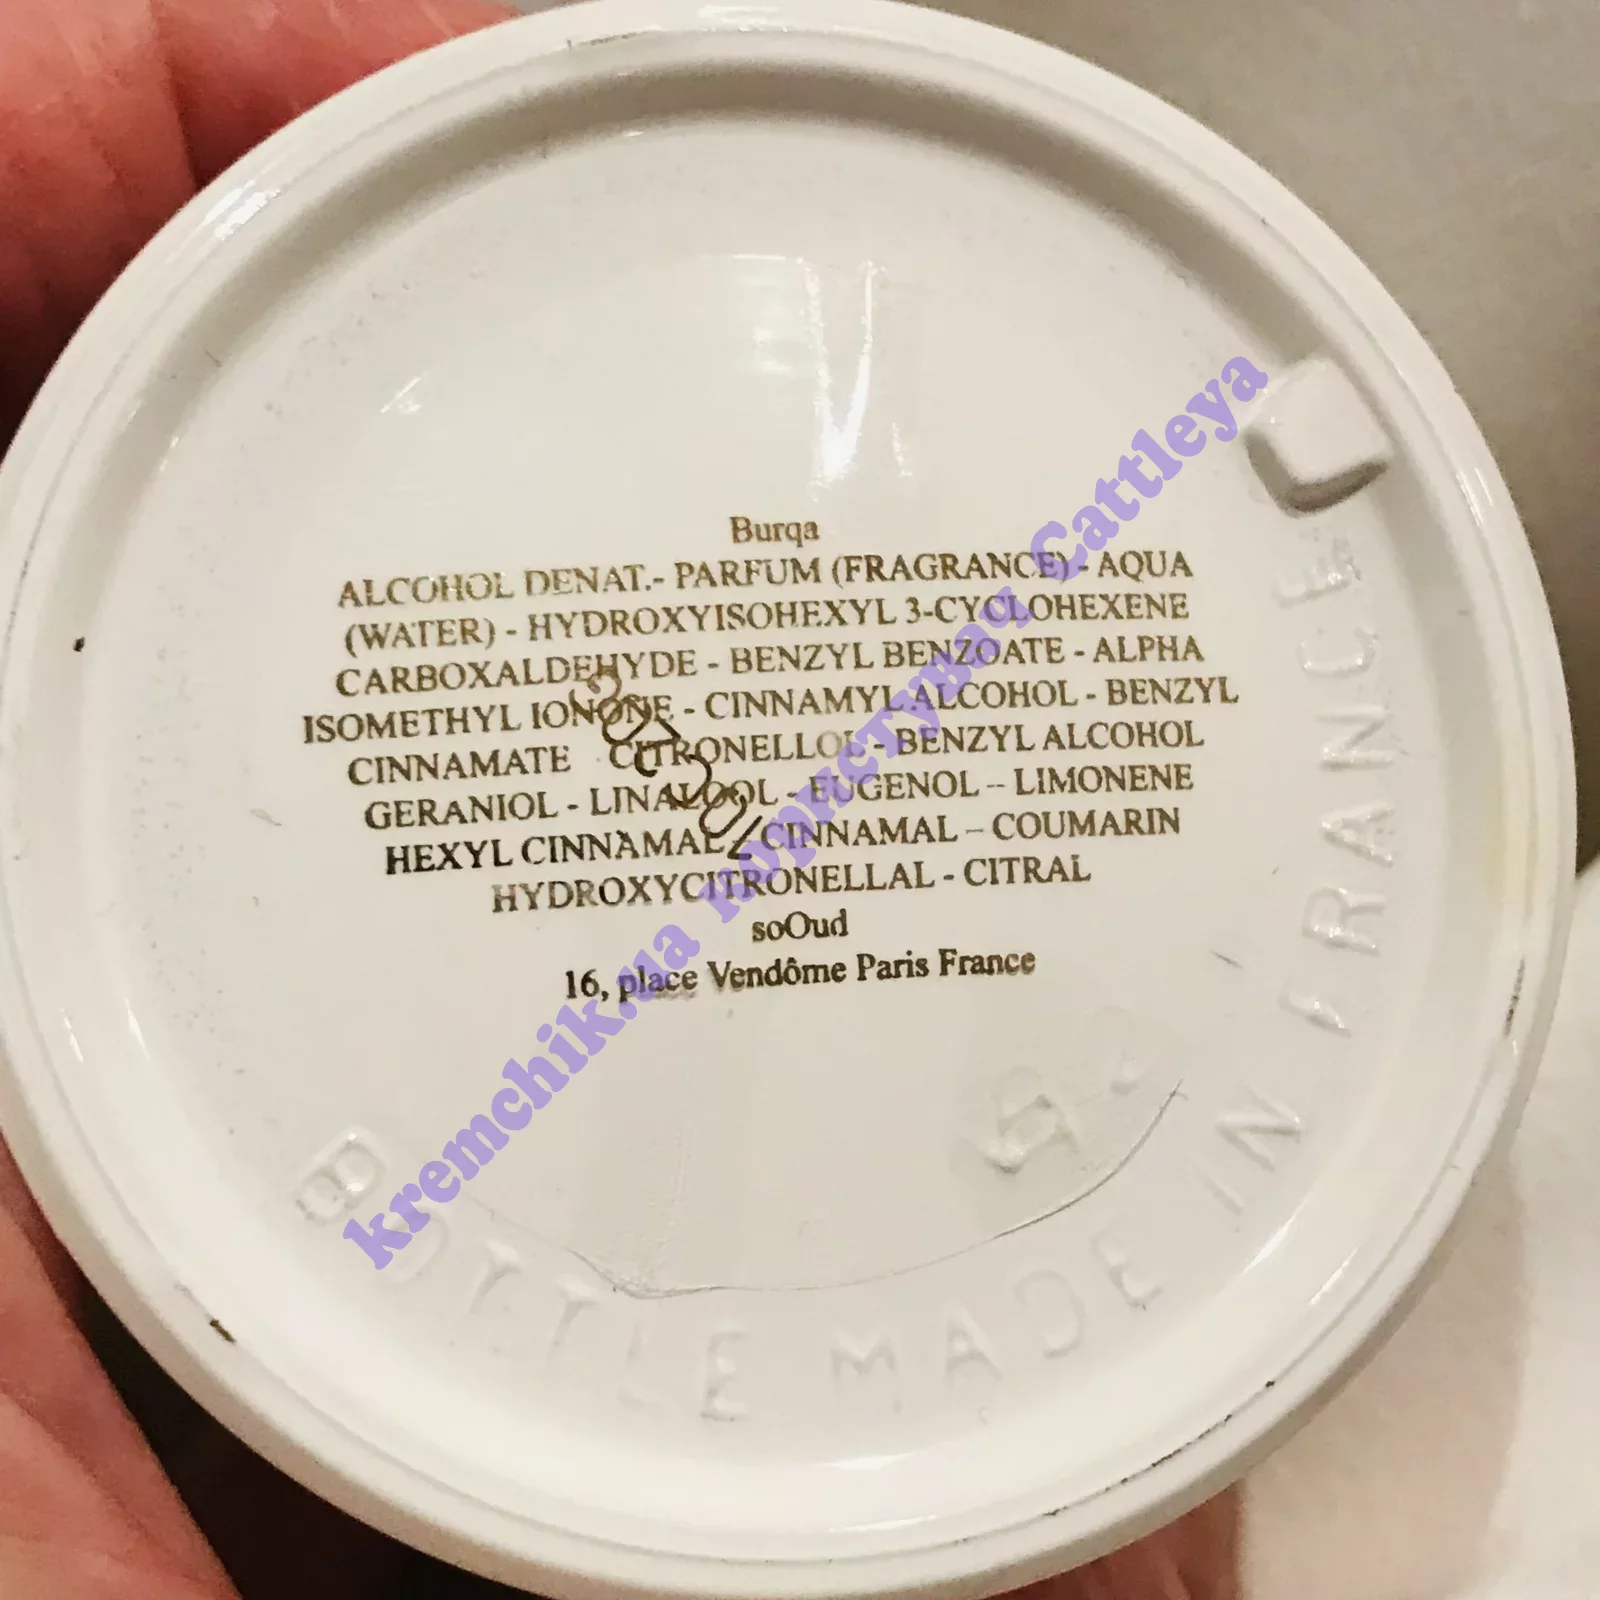 Burqa
ALCOHOL DENAT.- PARFUM (FRAGRANCE) - AQUA
(WATER) - HYDROXYISOHEXYL 3-CYCLOHEXENE
CARBOXALDEHYDE - BENZYL BENZOATE - ALPHA
ISOMETHYL IONONE - CINNAMYL ALCOHOL - BENZYL
CINNAMATE CITRONELLOL - BENZYL ALCOHOL
GERANIOL - LINALOOL - EUGENOL - LIMONENE
HEXYL CINNAMAL CINNAMAL - COUMARIN
HYDROXYCITRONELLAL - CITRAL
soOud
16, place Vendôme Paris France
BOTTLE MADE IN FRANCE
kremchik.ua користувач Cattleya